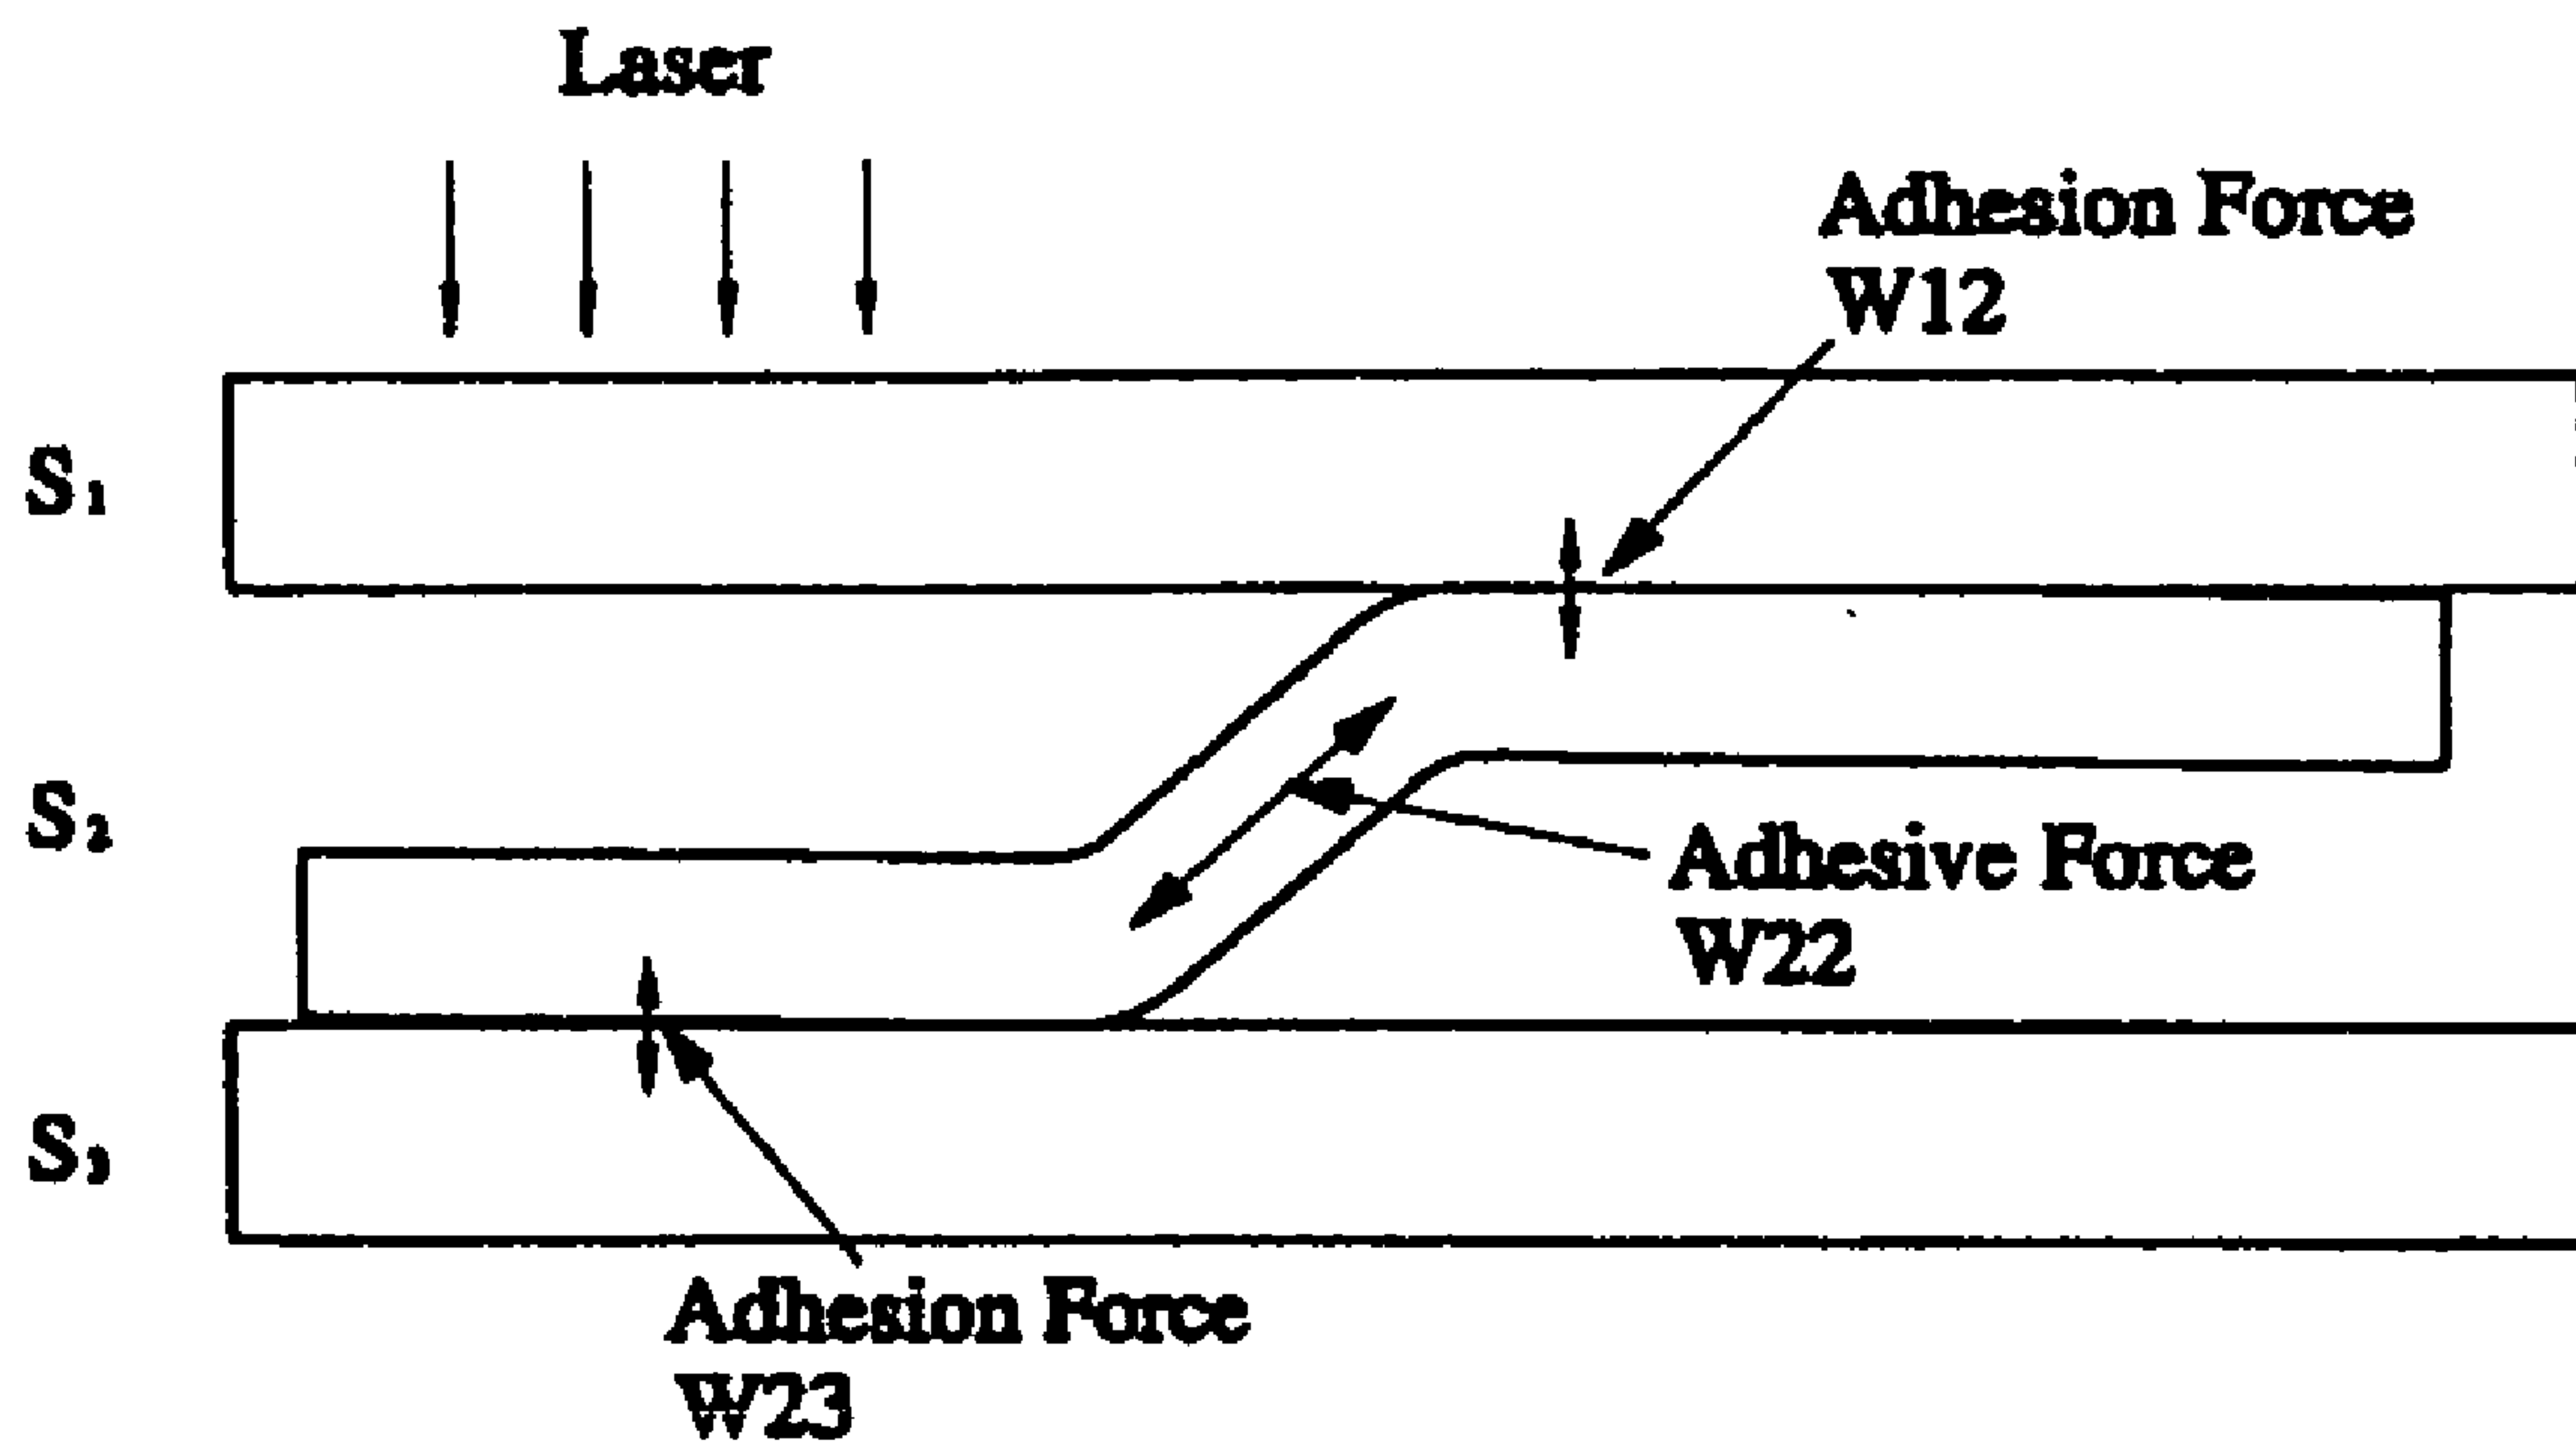 Laser
Adhesion Force
W12
S1
S2
Adhesive Force
W22
S3
Adhesion Force
W23